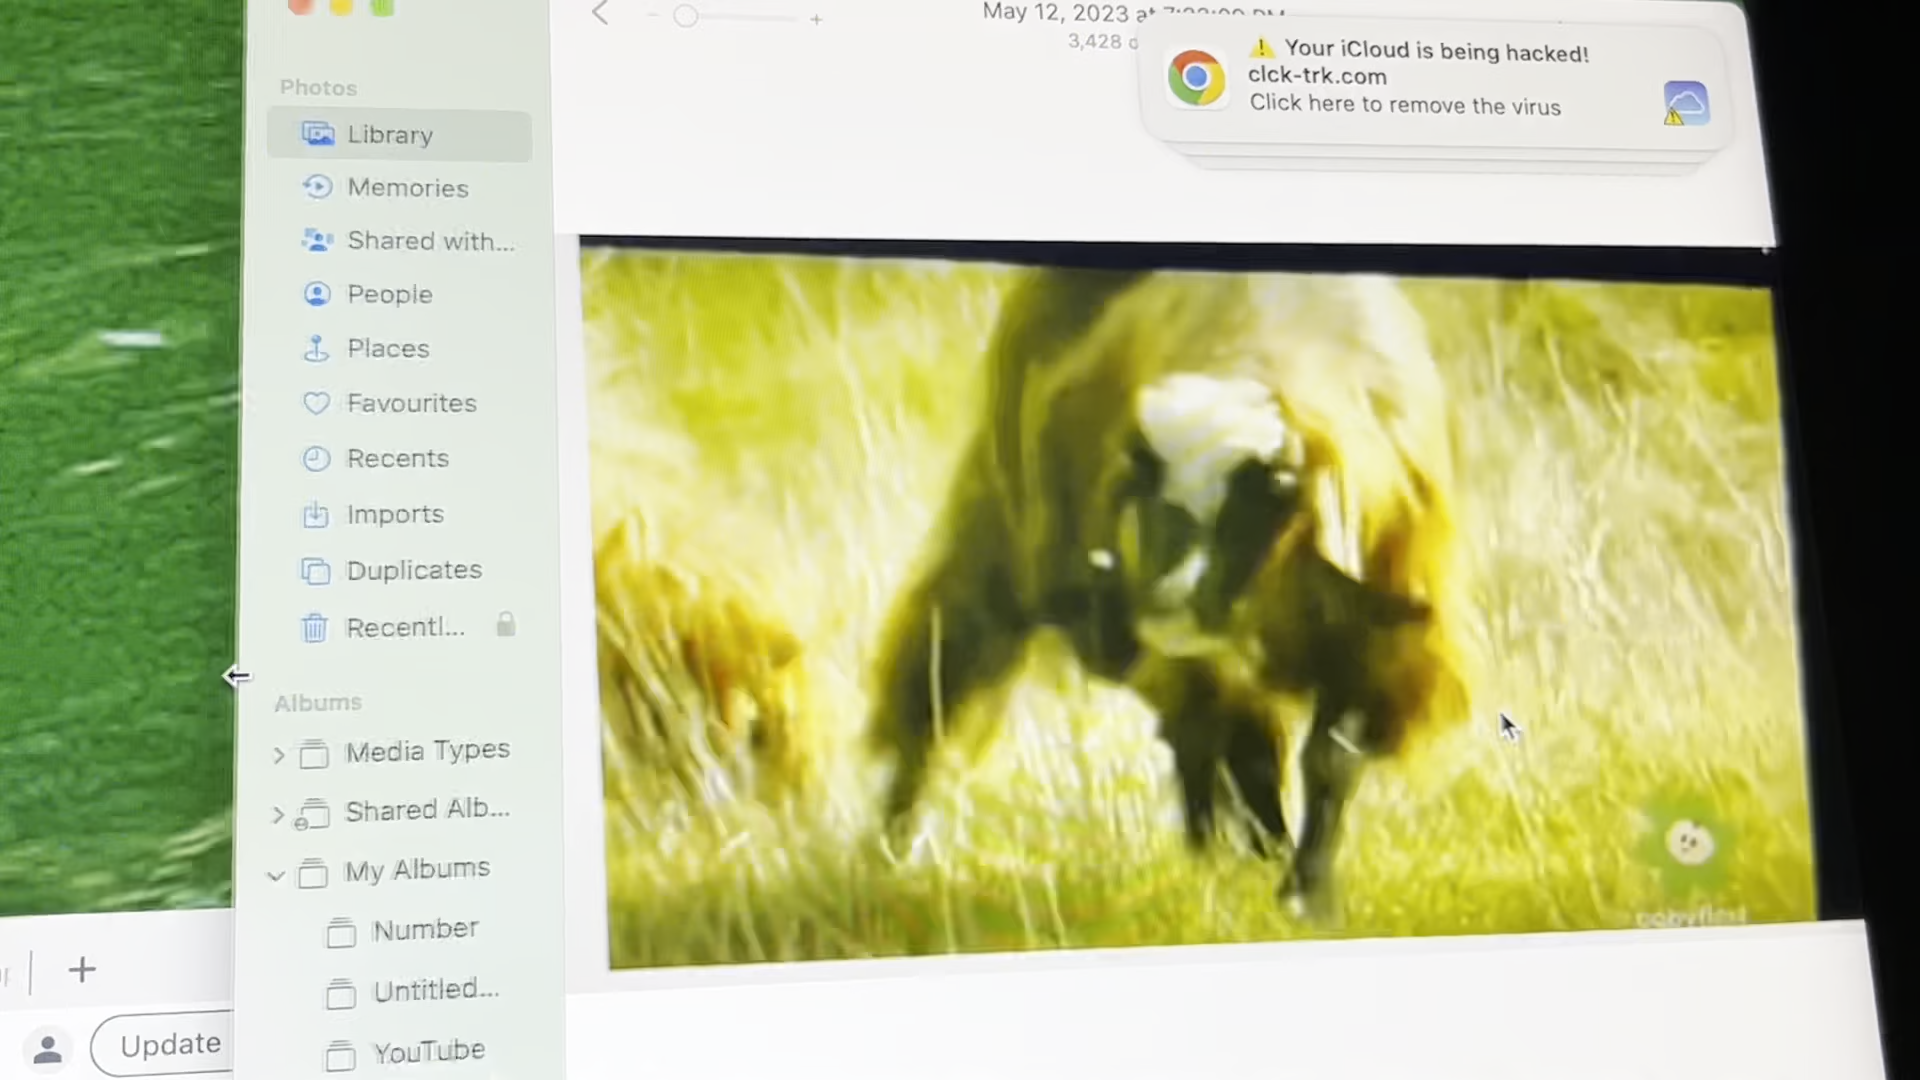 May 12, 2023 at
3,428
Your iCloud is being hacked!
clck-trk.com
Click here to remove the virus
Photos
Library
Memories
Shared with...
People
Places
Favourites
Recents
Imports
Duplicates
Recentl...
Albums
Media Types
Shared Alb...
My Albums
Number
Untitled...
YouTube
Update